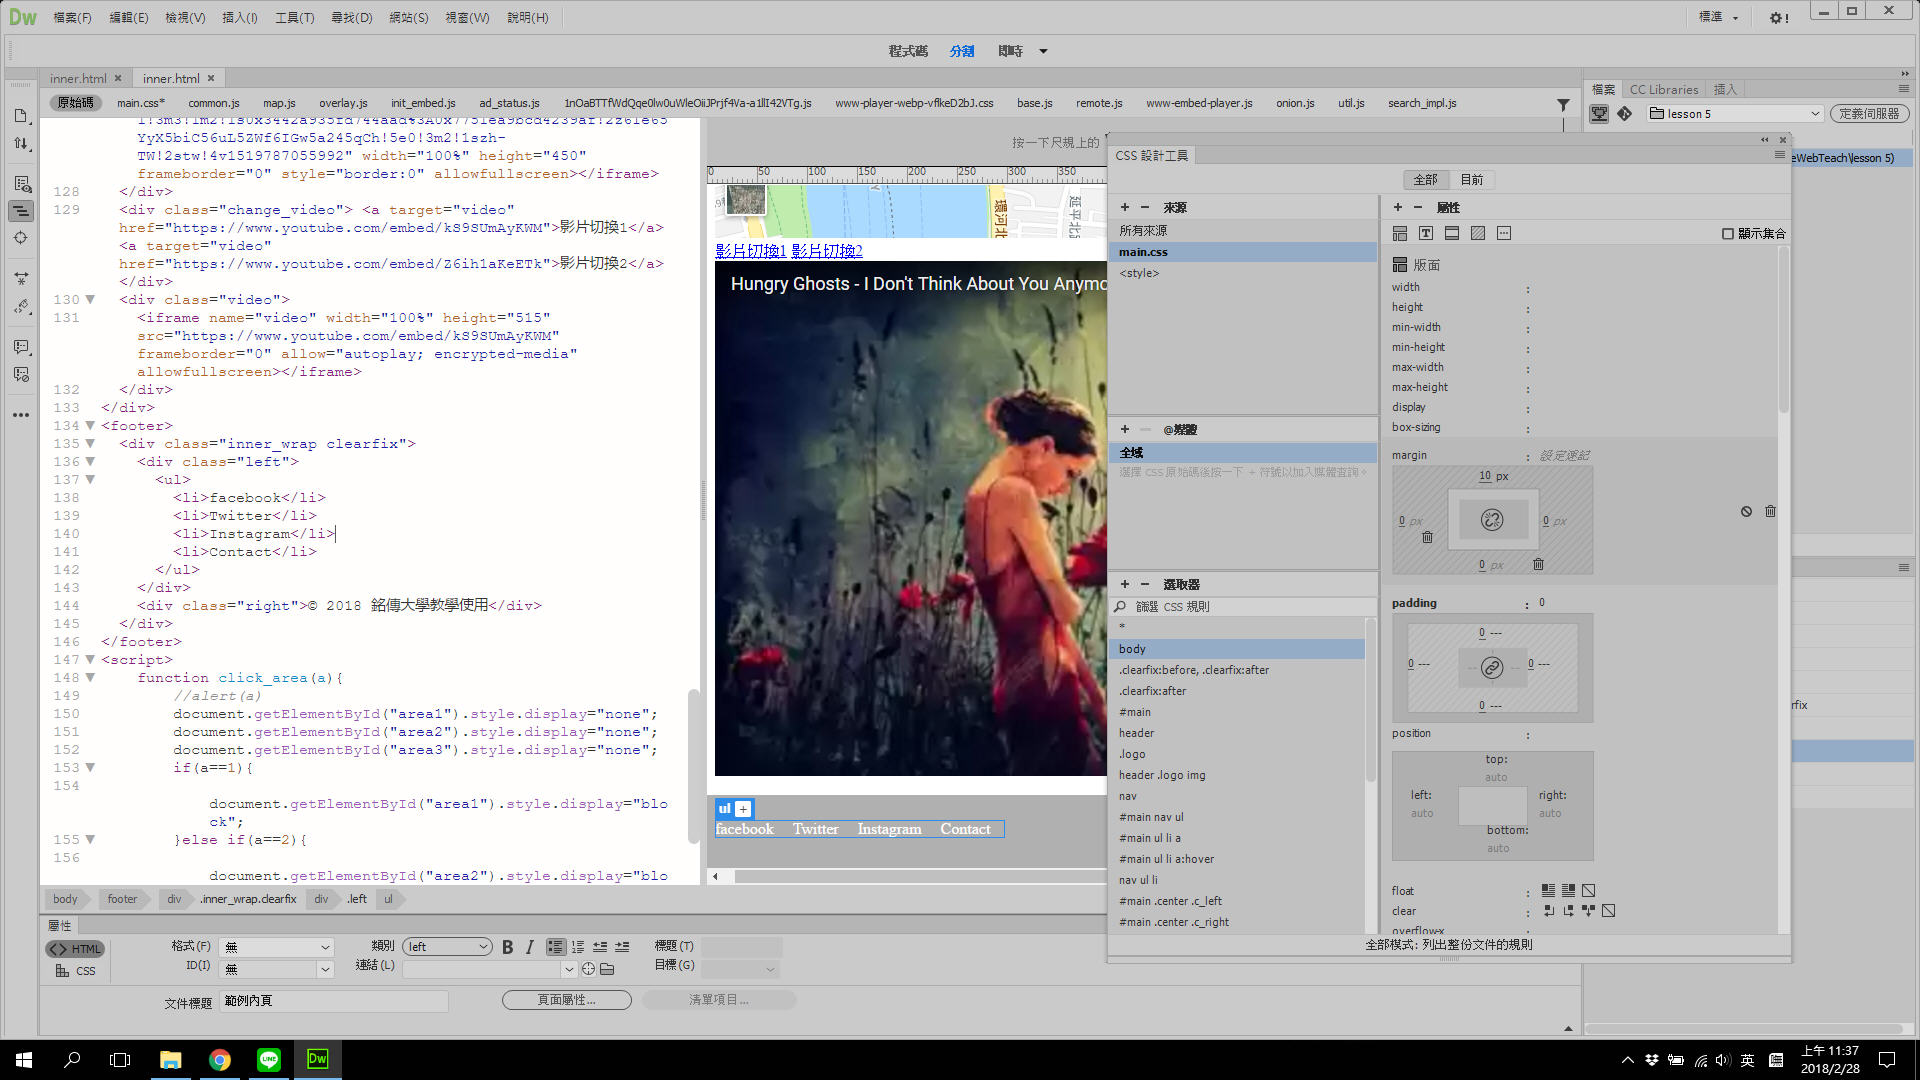 Dw 檔案(F) 編輯(E) 檢視(V) 插入(I) 工具(T) 尋找(D) 網站(S) 視窗(W) 說明(H) 標準
程式碼 分割 即時
inner.html inner.html
原始碼 main.css* common.js map.js overlay.js init_embed.js ad_status.js www-player-webp-vflkeD2bJ.css base.js remote.js www-embed-player.js onion.js util.js search_impl.js
YyX5biC56uL5ZWf6IGw5a245qCh!5e0!3m2!1szh-
TW!2stw!4v1519787055992" width="100%" height="450"
frameborder="0" style="border:0" allowfullscreen></iframe>
128 </div>
129 <div class="change_video"> <a target="video"
href="https://www.youtube.com/embed/kS9SUmAyKWM">影片切換1</a>
<a target="video"
href="https://www.youtube.com/embed/Z6ih1aKeETk">影片切換2</a>
</div>
130 <div class="video">
131 <iframe name="video" width="100%" height="515"
src="https://www.youtube.com/embed/kS9SUmAyKWM"
frameborder="0" allow="autoplay; encrypted-media"
allowfullscreen></iframe>
132 </div>
133 </div>
134 <footer>
135 <div class="inner_wrap clearfix">
136 <div class="left">
137 <ul>
138 <li>facebook</li>
139 <li>Twitter</li>
140 <li>Instagram</li>
141 <li>Contact</li>
142 </ul>
143 </div>
144 <div class="right">© 2018 銘傳大學教學使用</div>
145 </div>
146 </footer>
147 <script>
148 function click_area(a){
149 //alert(a)
150 document.getElementById("area1").style.display="none";
151 document.getElementById("area2").style.display="none";
152 document.getElementById("area3").style.display="none";
153 if(a==1){
154
document.getElementById("area1").style.display="blo
ck";
155 }else if(a==2){
156
document.getElementById("area2").style.display="blo
body footer div .inner_wrap.clearfix div .left ul
按一下尺規上的
0 50 100 150 200 250 300 350
環河北 延平北
影片切換1 影片切換2
Hungry Ghosts - I Don't Think About You Anymo
ul +
facebook Twitter Instagram Contact
CSS 設計工具
全部 目前
+ − 來源
所有來源
main.css
<style>
+ − @媒體
全域
選擇 CSS 原始碼後按一下 + 符號以加入媒體查詢。
+ − 選取器
篩選 CSS 規則
*
body
.clearfix:before, .clearfix:after
.clearfix:after
#main
header
.logo
header .logo img
nav
#main nav ul
#main ul li a
#main ul li a:hover
nav ul li
#main .center .c_left
#main .center .c_right
+ − 屬性
顯示集合
版面
width :
height :
min-width :
min-height :
max-width :
max-height :
display :
box-sizing :
margin : 設定速記
10 px
0 px 0 px
0 px
padding : 0
0 ---
0 --- 0 ---
0 ---
position :
top:
auto
left: right:
auto auto
bottom:
auto
float :
clear :
overflow-x
全部模式: 列出整份文件的規則
檔案 CC Libraries 插入
lesson 5 定義伺服器
eWebTeach\lesson 5)
rfix
屬性
<> HTML 格式(F) 無 類別 left B I 標題(T)
CSS ID(I) 無 連結(L) 目標(G)
文件標題 範例內頁 頁面屬性... 清單項目...
Dw 英 上午 11:37
2018/2/28